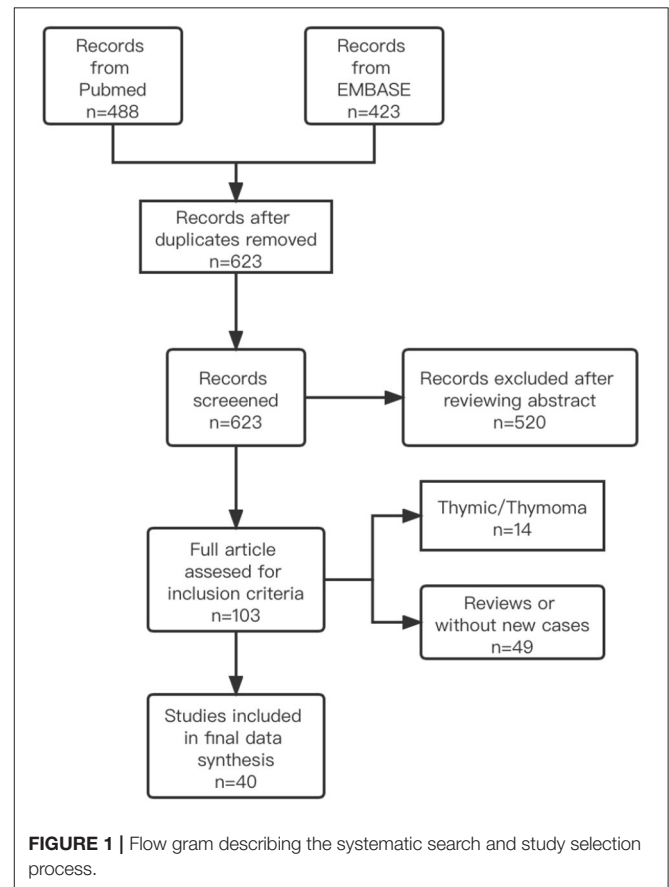 Records
from
Pubmed
n=488
Records
from
EMBASE
n=423
Records after
duplicates removed
n=623
Records
screeened
n=623
Records excluded after
reviewing abstract
n=520
Full article
assesed for
inclusion criteria
n=103
Thymic/Thymoma
n=14
Reviews or
without new cases
n=49
Studies included
in final data
synthesis
n=40
FIGURE 1 | Flow gram describing the systematic search and study selection
process.